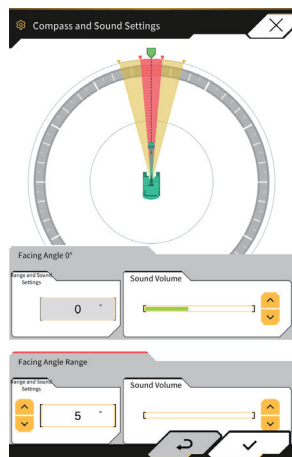 Compass and Sound Settings
Facing Angle 0°
Range and Sound
Settings
0 °
Sound Volume
Facing Angle Range
Range and Sound
Settings
5 °
Sound Volume